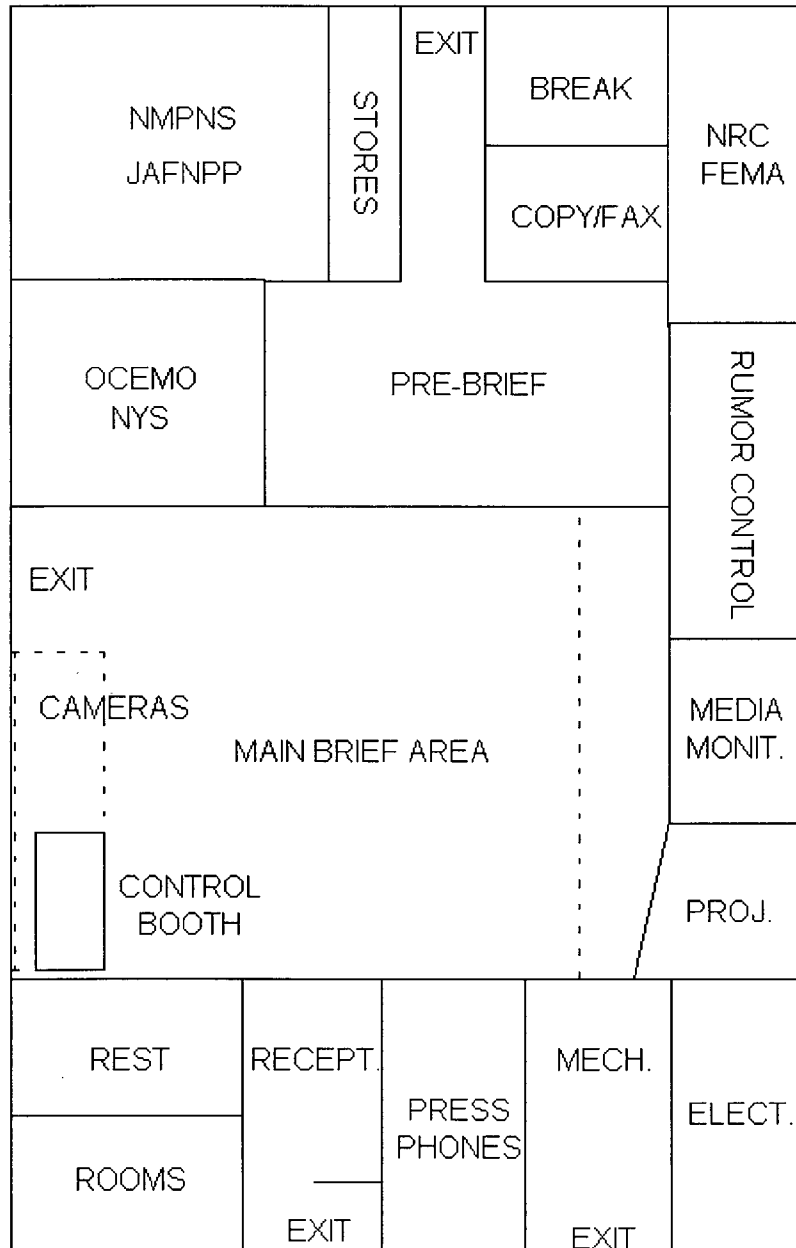 EXIT
BREAK
NMPNS
JAFNPP
STORES
NRC
FEMA
COPY/FAX
OCEMO
NYS
PRE-BRIEF
RUMOR CONTROL
EXIT
CAMERAS
MAIN BRIEF AREA
MEDIA
MONIT.
CONTROL
BOOTH
PROJ.
REST
RECEPT.
MECH.
PRESS
PHONES
ELECT.
ROOMS
EXIT
EXIT